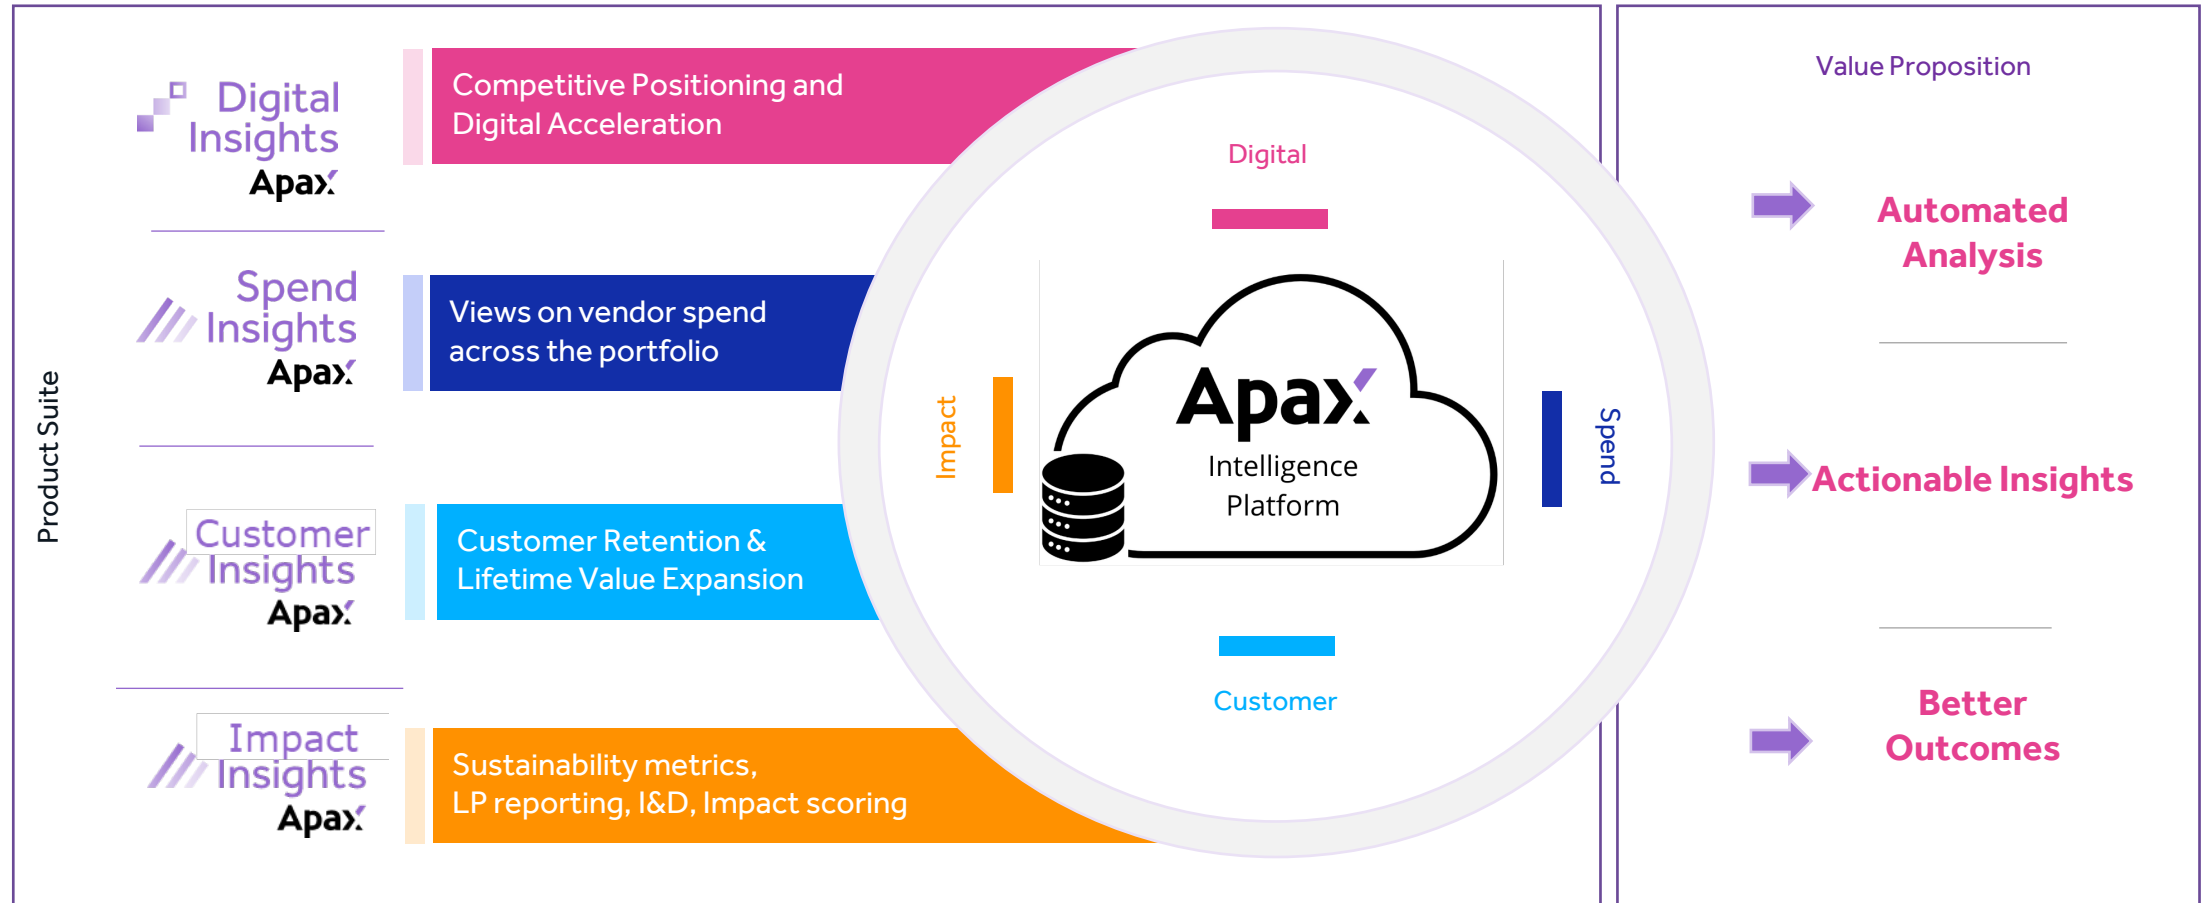 Product Suite
Digital
Insights
Apax
Competitive Positioning and
Digital Acceleration
Spend
Insights
Apax
Views on vendor spend
across the portfolio
Customer
Insights
Apax
Customer Retention &
Lifetime Value Expansion
Impact
Insights
Apax
Sustainability metrics,
LP reporting, I&D, Impact scoring
Digital
Impact
Apax
Intelligence
Platform
Spend
Customer
Value Proposition
Automated
Analysis
Actionable Insights
Better
Outcomes